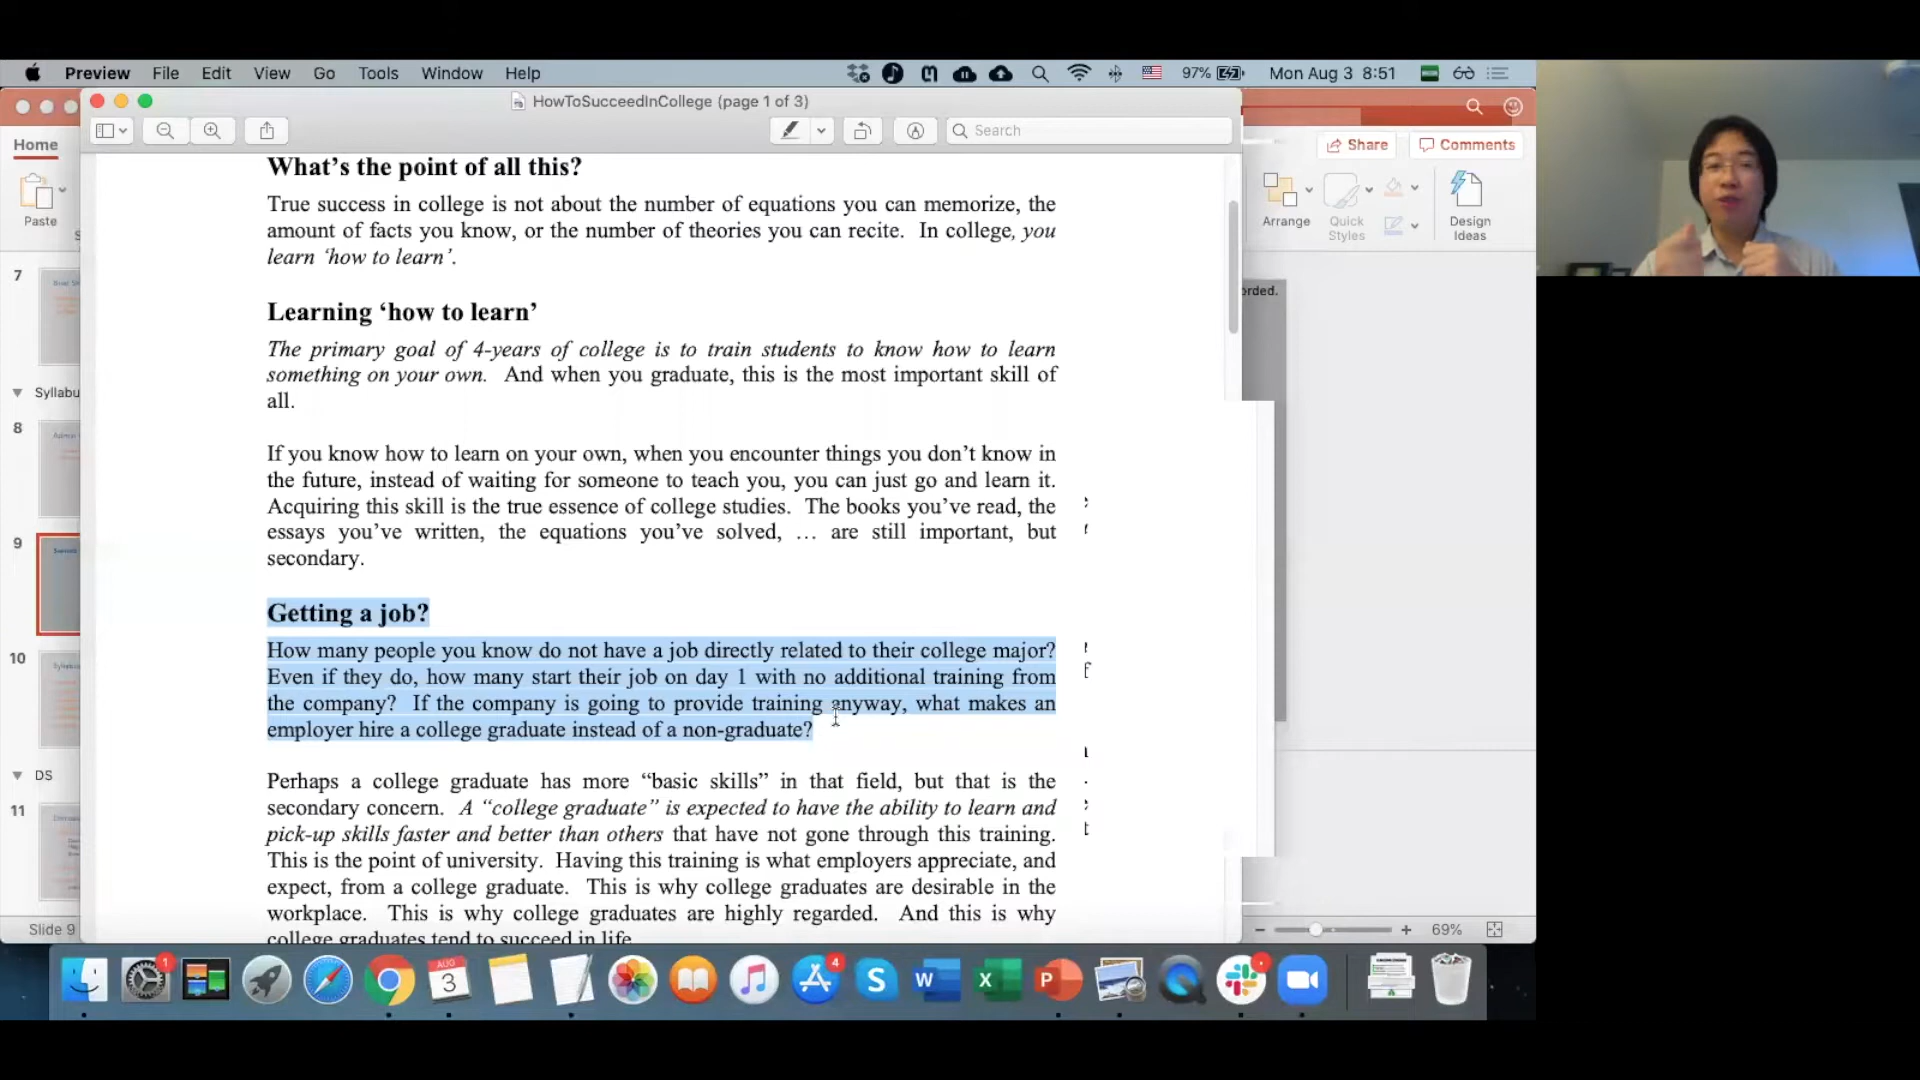 Preview File Edit View Go Tools Window Help
97% Mon Aug 3 8:51
HowToSucceedInCollege (page 1 of 3)
Search
Home
Paste
Share Comments
Arrange Quick Styles Design Ideas
What's the point of all this?
True success in college is not about the number of equations you can memorize, the
amount of facts you know, or the number of theories you can recite. In college, you
learn ‘how to learn’.
Learning ‘how to learn’
The primary goal of 4-years of college is to train students to know how to learn
something on your own. And when you graduate, this is the most important skill of
all.
If you know how to learn on your own, when you encounter things you don’t know in
the future, instead of waiting for someone to teach you, you can just go and learn it.
Acquiring this skill is the true essence of college studies. The books you’ve read, the
essays you’ve written, the equations you’ve solved, … are still important, but
secondary.
Getting a job?
How many people you know do not have a job directly related to their college major?
Even if they do, how many start their job on day 1 with no additional training from
the company? If the company is going to provide training anyway, what makes an
employer hire a college graduate instead of a non-graduate?
Perhaps a college graduate has more “basic skills” in that field, but that is the
secondary concern. A “college graduate” is expected to have the ability to learn and
pick-up skills faster and better than others that have not gone through this training.
This is the point of university. Having this training is what employers appreciate, and
expect, from a college graduate. This is why college graduates are desirable in the
workplace. This is why college graduates are highly regarded. And this is why
college graduates tend to succeed in life
7
Syllabu
8
9
10
DS
11
Slide 9
orded.
69%
AUG
3
1
4
S
W
X
P